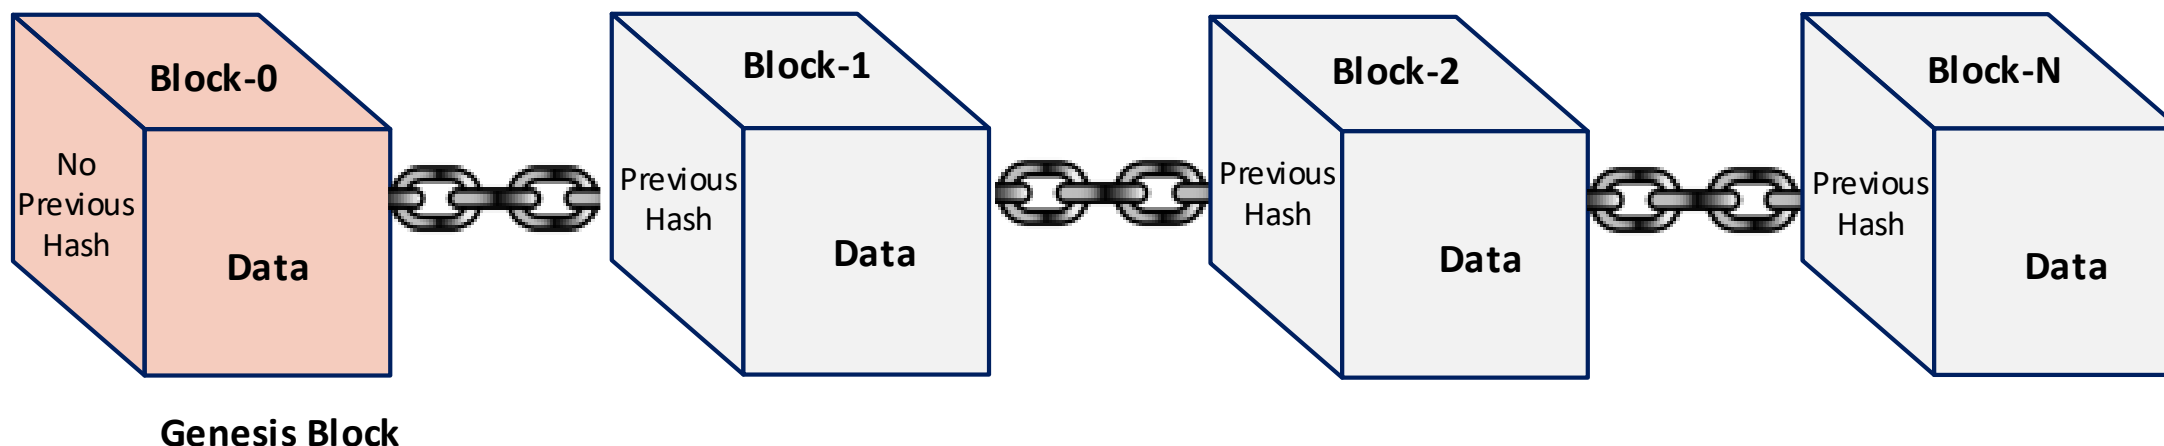 Block-0
No
Previous
Hash
Data
Genesis Block
Block-1
Previous
Hash
Data
Block-2
Previous
Hash
Data
Block-N
Previous
Hash
Data